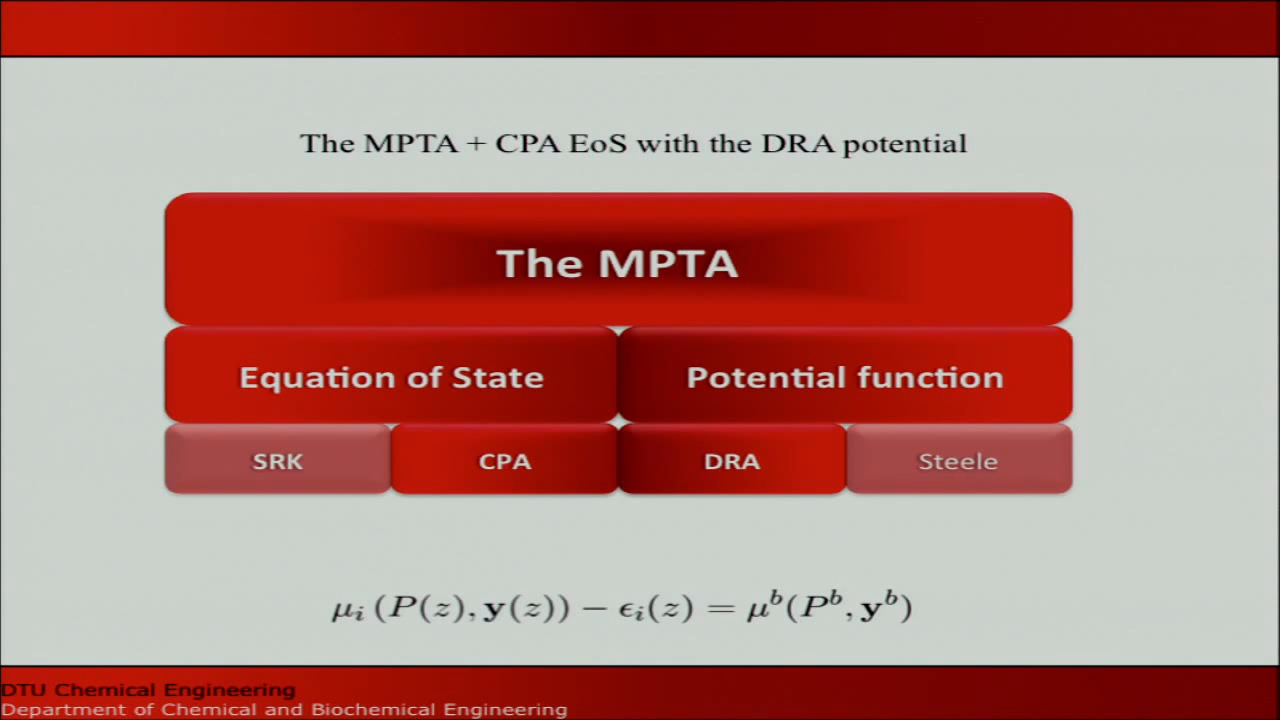 The MPTA + CPA EoS with the DRA potential
The MPTA
Equation of State Potential function
SRK CPA DRA Steele
μᵢ (P(z), y(z)) − ϵᵢ(z) = μᵇ(Pᵇ, yᵇ)
DTU Chemical Engineering
Department of Chemical and Biochemical Engineering